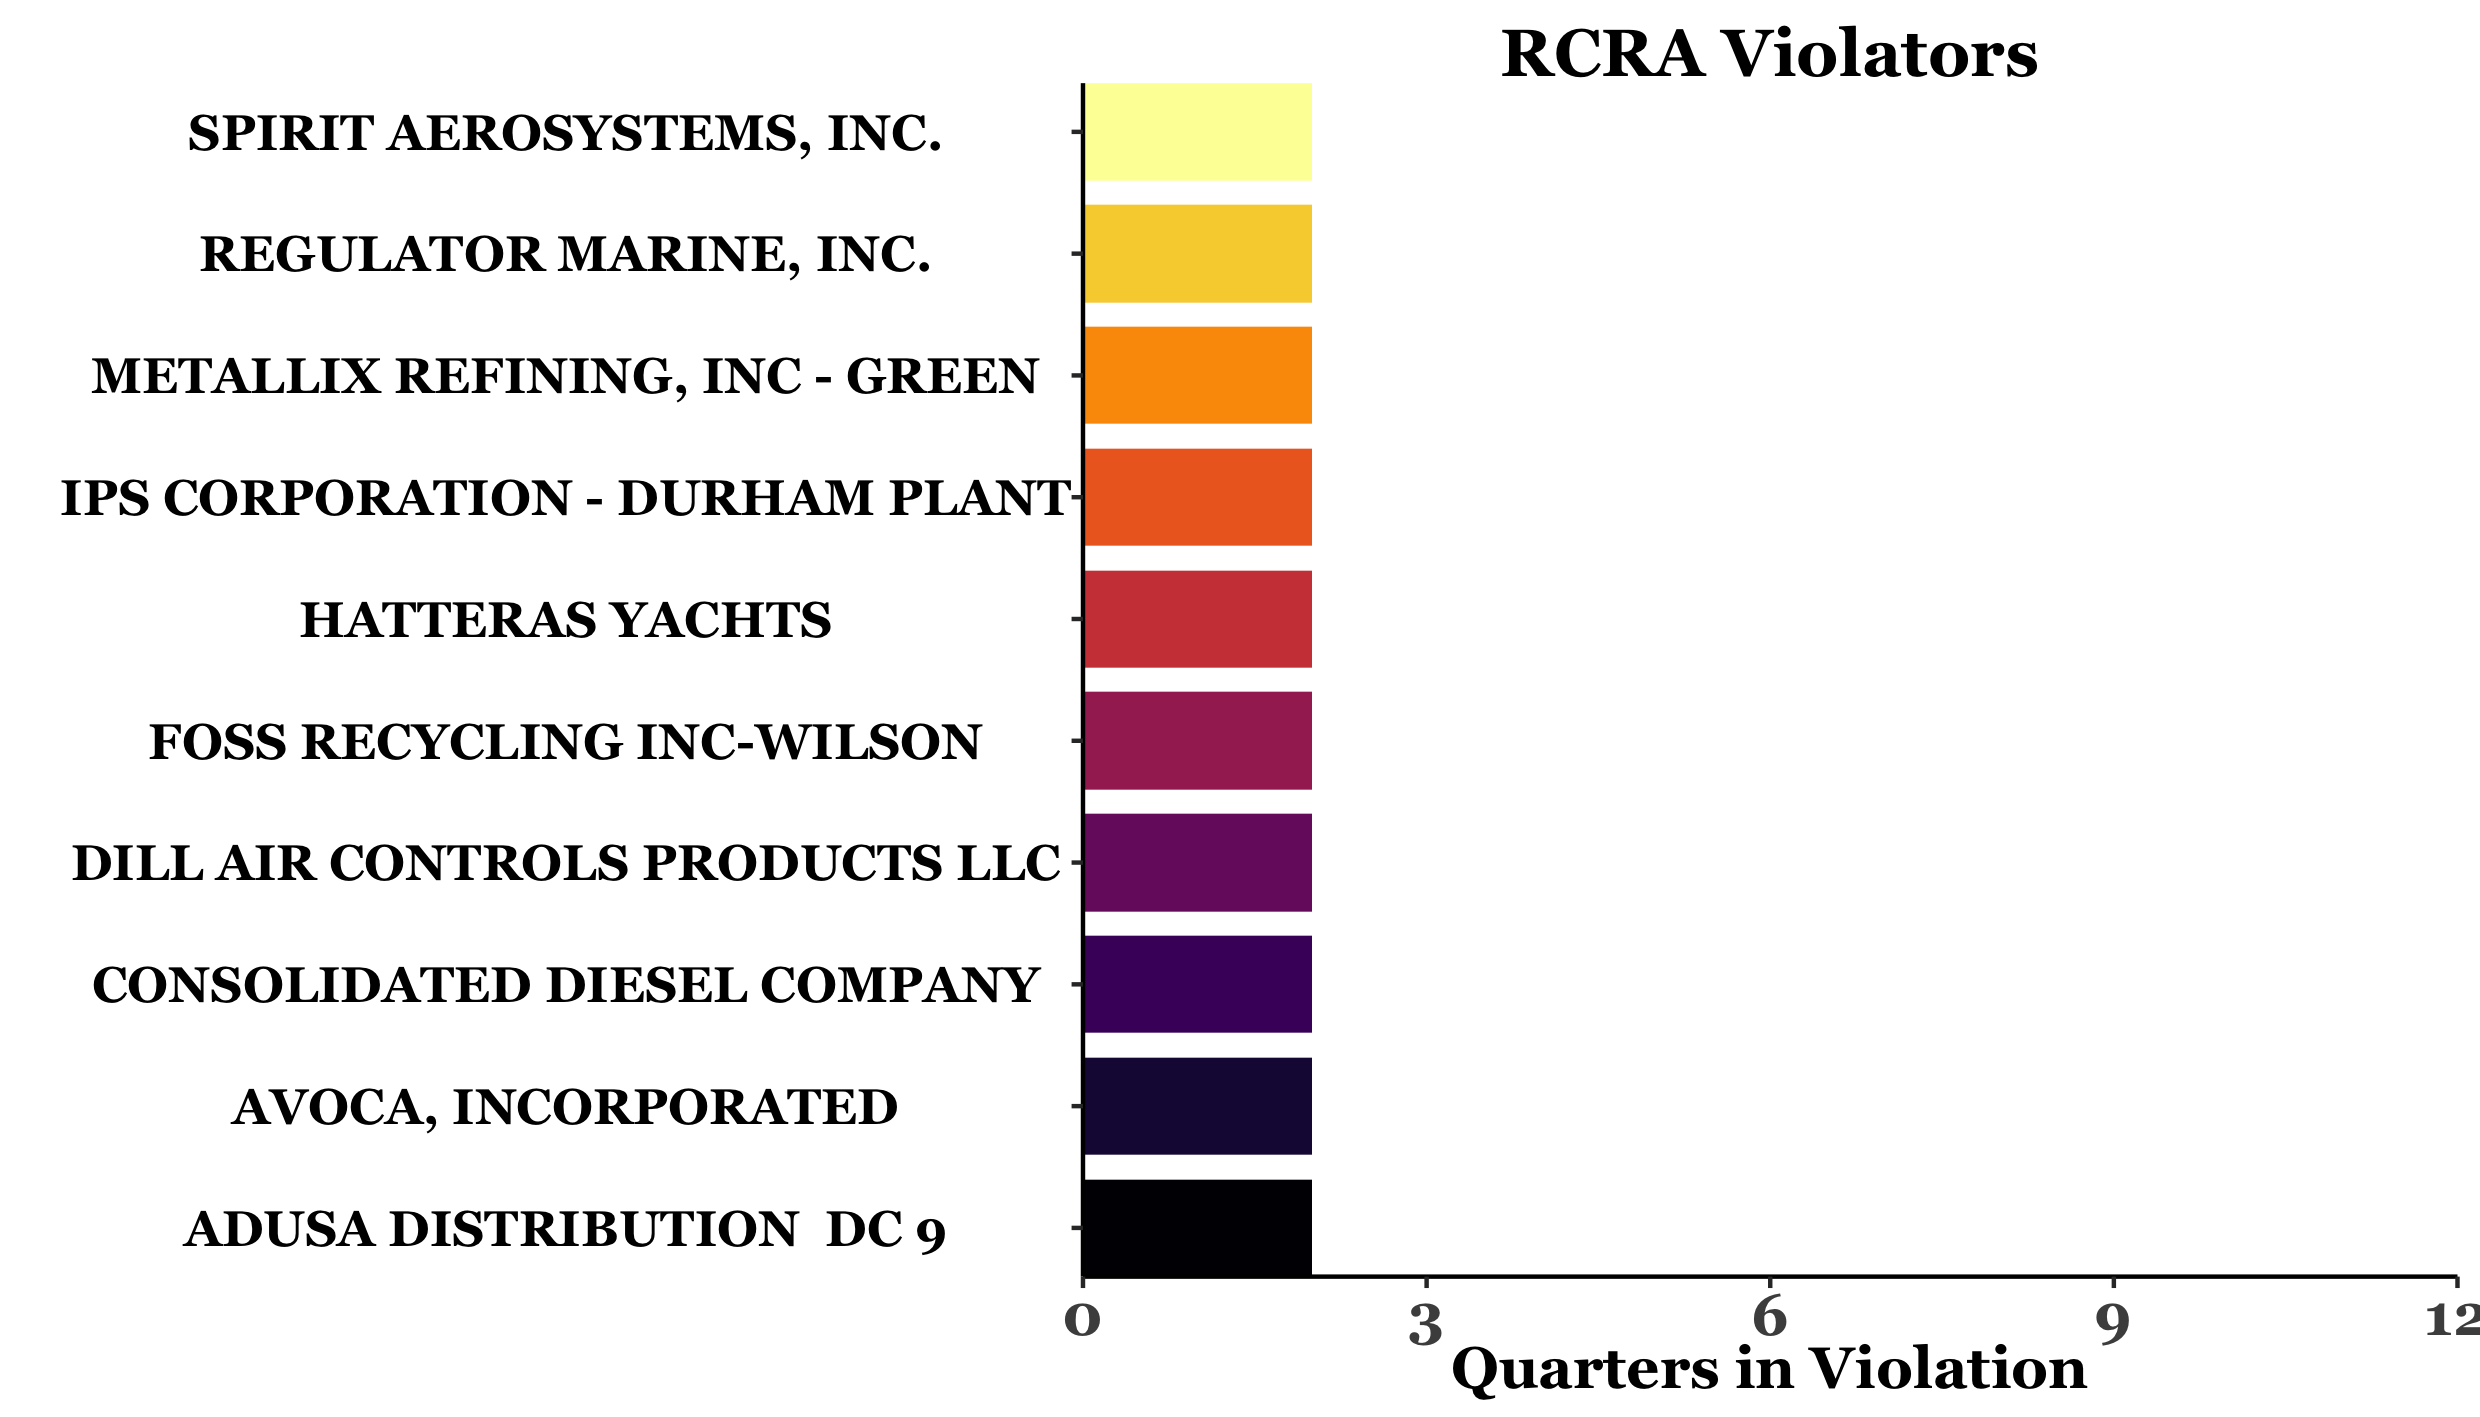 RCRA Violators
SPIRIT AEROSYSTEMS, INC.
REGULATOR MARINE, INC.
METALLIX REFINING, INC - GREEN
IPS CORPORATION - DURHAM PLANT
HATTERAS YACHTS
FOSS RECYCLING INC-WILSON
DILL AIR CONTROLS PRODUCTS LLC
CONSOLIDATED DIESEL COMPANY
AVOCA, INCORPORATED
ADUSA DISTRIBUTION  DC 9
0 3 6 9 12
Quarters in Violation